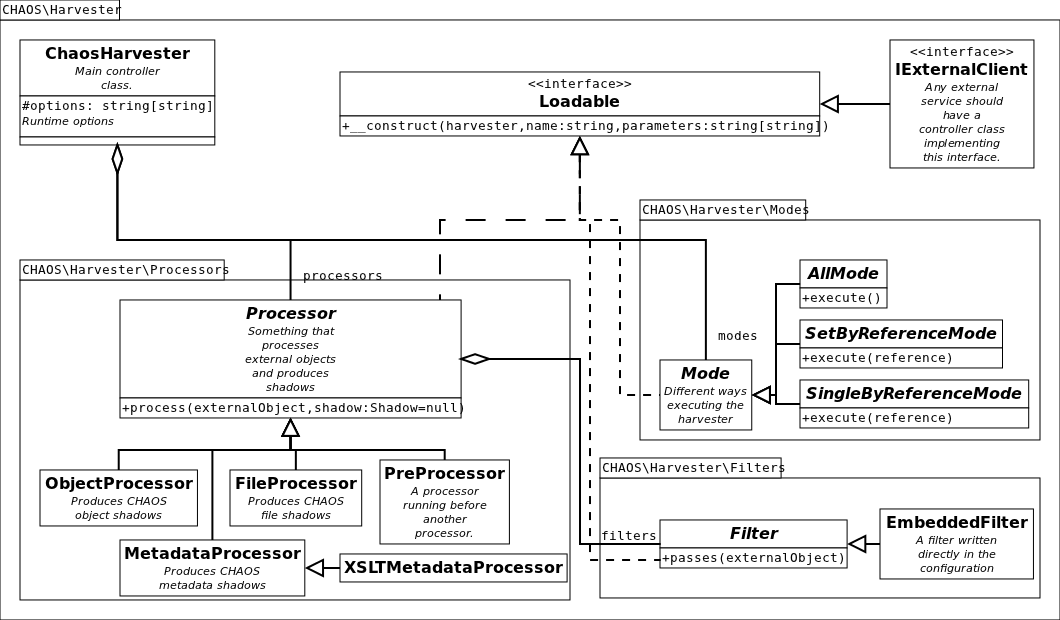 CHAOS\Harvester
ChaosHarvester
Main controller
class.
#options: string[string]
Runtime options
<<interface>>
Loadable
+__construct(harvester,name:string,parameters:string[string])
<<interface>>
IExternalClient
Any external
service should
have a
controller class
implementing
this interface.
CHAOS\Harvester\Modes
AllMode
+execute()
SetByReferenceMode
+execute(reference)
SingleByReferenceMode
+execute(reference)
modes
Mode
Different ways
executing the
harvester
CHAOS\Harvester\Processors
processors
Processor
Something that
processes
external objects
and produces
shadows
+process(externalObject,shadow:Shadow=null)
ObjectProcessor
Produces CHAOS
object shadows
FileProcessor
Produces CHAOS
file shadows
PreProcessor
A processor
running before
another
processor.
MetadataProcessor
Produces CHAOS
metadata shadows
XSLTMetadataProcessor
CHAOS\Harvester\Filters
filters
Filter
+passes(externalObject)
EmbeddedFilter
A filter written
directly in the
configuration